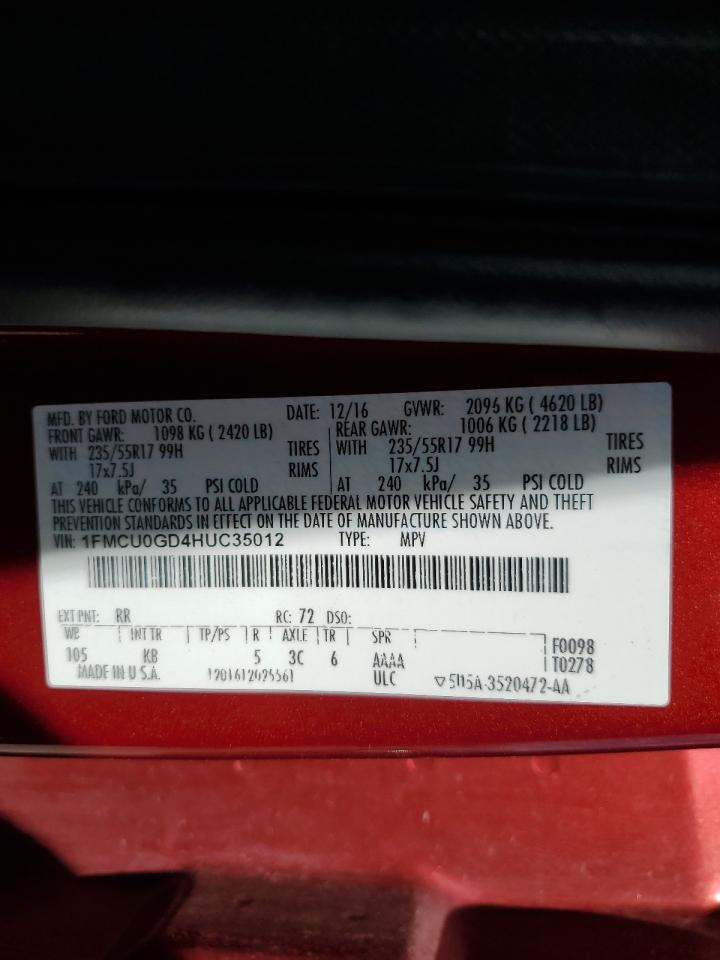 MFD. BY FORD MOTOR CO. DATE: 12/16 GVWR: 2096 KG ( 4620 LB)
FRONT GAWR: 1098 KG ( 2420 LB) REAR GAWR: 1006 KG ( 2218 LB)
WITH 235/55R17 99H TIRES WITH 235/55R17 99H TIRES
17x7.5J RIMS 17x7.5J RIMS
AT 240 kPa/ 35 PSI COLD AT 240 kPa/ 35 PSI COLD
THIS VEHICLE CONFORMS TO ALL APPLICABLE FEDERAL MOTOR VEHICLE SAFETY AND THEFT
PREVENTION STANDARDS IN EFFECT ON THE DATE OF MANUFACTURE SHOWN ABOVE
VIN: 1FMCU0GD4HUC35012 TYPE: MPV
EXT PNT: RR RC: 72 DSO:
WB INT TR TP/PS R AXLE TR SPR F0098
105 KB 5 3C 6 AAAA T0278
MADE IN U.S.A. ULC